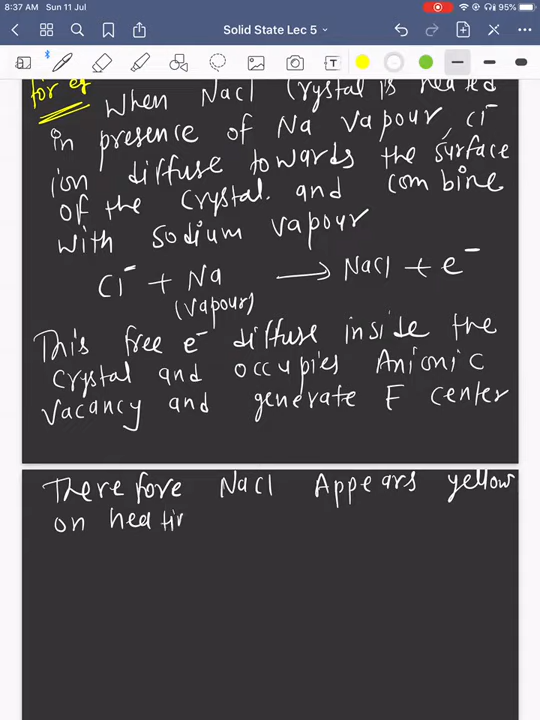 8:37 AM Sun 11 Jul
95%
Solid State Lec 5
for eg
When NaCl Crystal is heated
in presence of Na vapour, Cl⁻
ion diffuse towards the surface
of the crystal. and combine
with sodium vapour
Cl⁻ + Na → NaCl + e⁻
(vapour)
This free e⁻ diffuse inside the
crystal and occupies Anionic
vacancy and generate F center
Therefore NaCl Appears yellow
on heatin